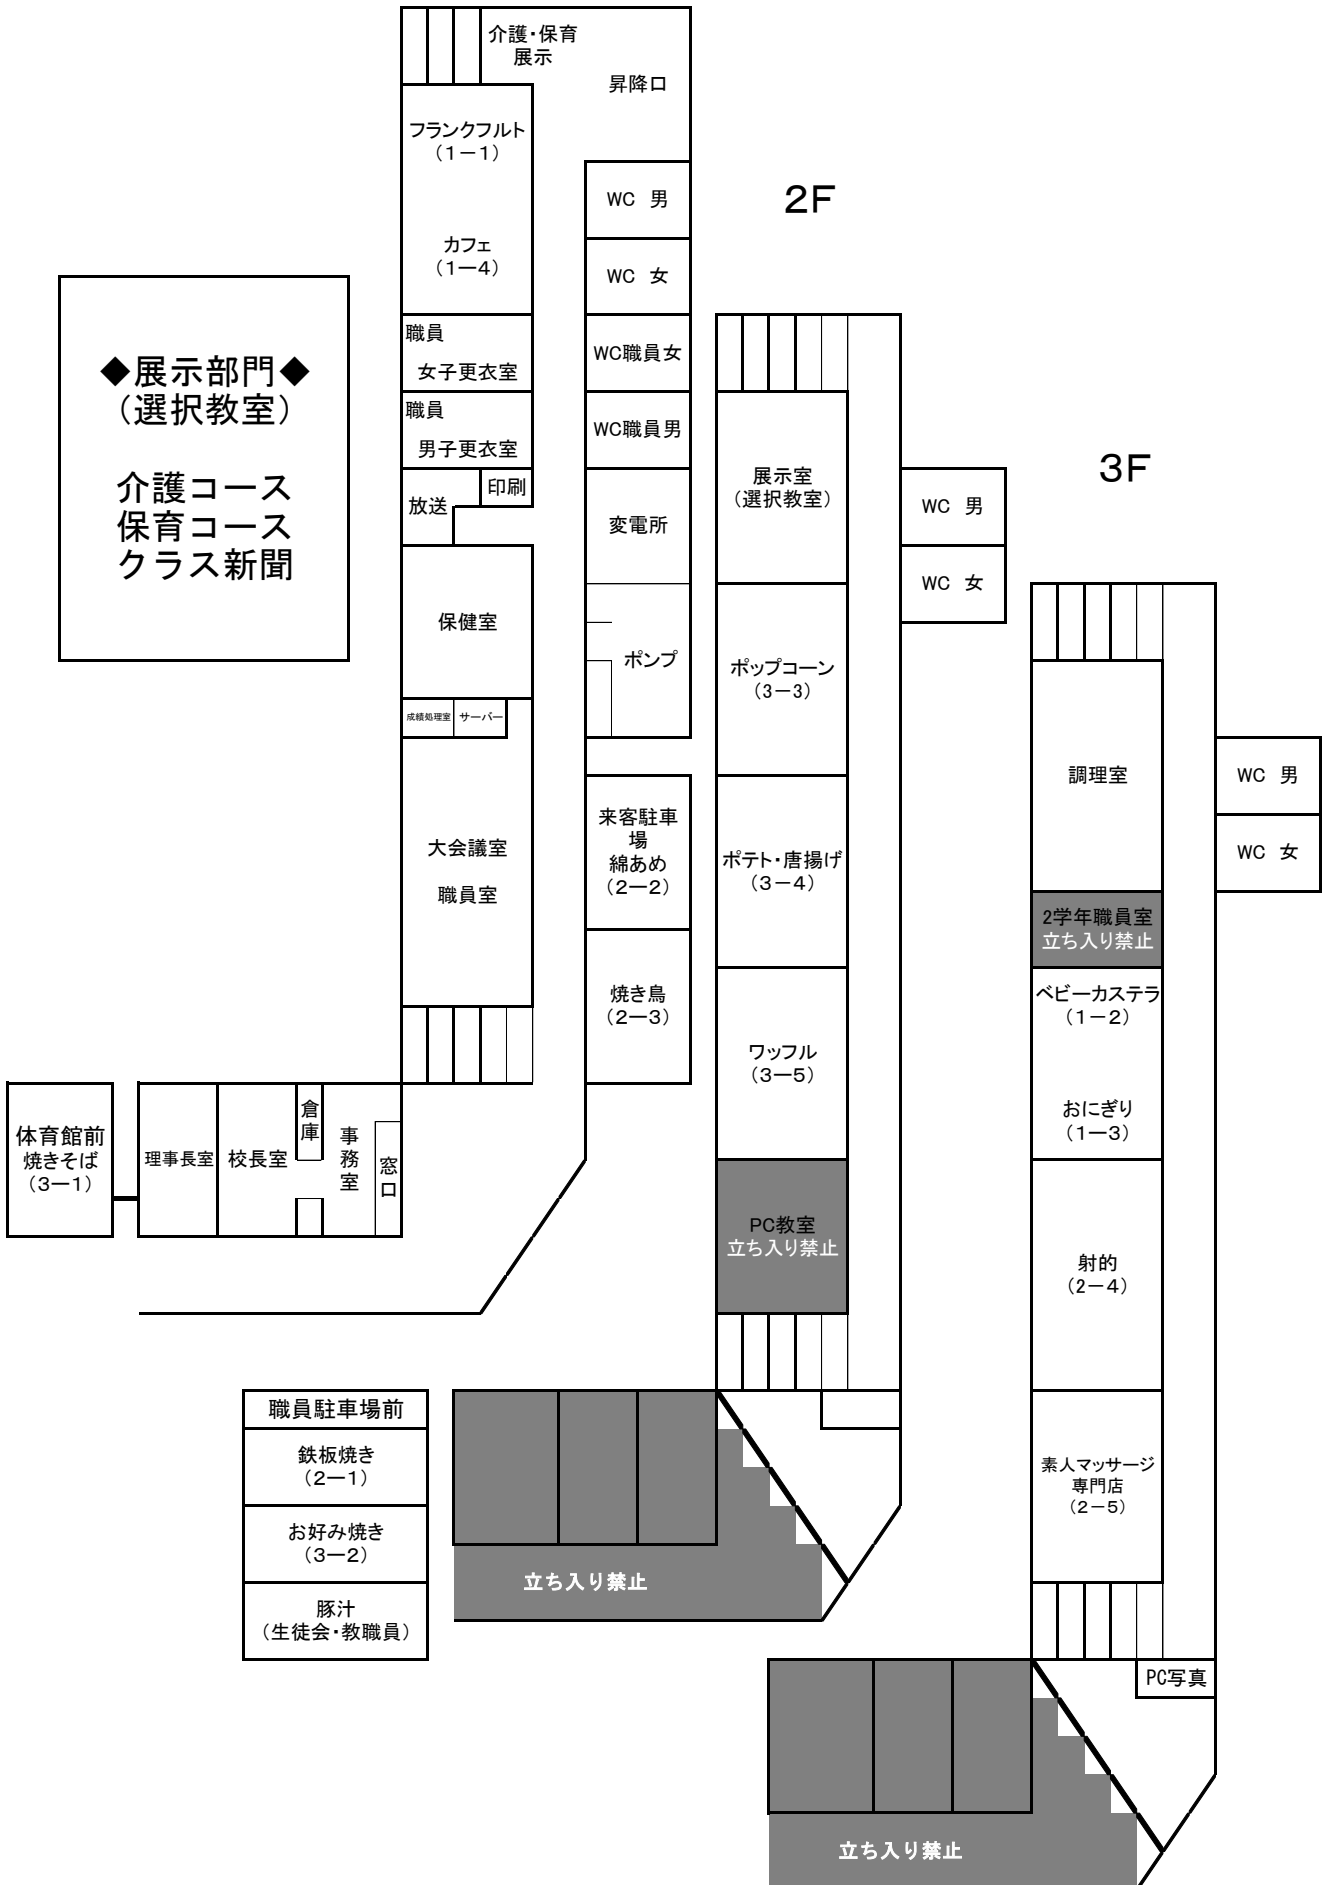 介護・保育
展示
昇降口
フランクフルト
（１－１）
カフェ
（１ー４）
WC　男
WC　女
職員
女子更衣室
WC職員女
職員
男子更衣室
WC職員男
放送
印刷
変電所
保健室
ポンプ
成績処理室
サーバー
大会議室
職員室
来客駐車
場
綿あめ
（２ー２）
焼き鳥
（２ー３）
体育館前
焼きそば
（３ー１）
理事長室
校長室
倉庫
事務室
窓口
◆展示部門◆
（選択教室）
介護コース
保育コース
クラス新聞
職員駐車場前
鉄板焼き
（２ー１）
お好み焼き
（３ー２）
豚汁
（生徒会・教職員）
２F
展示室
（選択教室）
WC　男
WC　女
ポップコーン
（３－３）
ポテト・唐揚げ
（３－４）
ワッフル
（３ー５）
PC教室
立ち入り禁止
立ち入り禁止
３F
調理室
WC　男
WC　女
2学年職員室
立ち入り禁止
ベビーカステラ
（１－２）
おにぎり
（１ー３）
射的
（２－４）
素人マッサージ
専門店
（２－５）
PC写真
立ち入り禁止